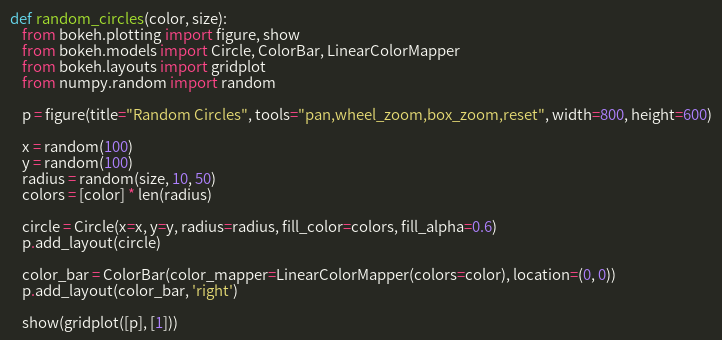 def random_circles(color, size):
from bokeh.plotting import figure, show
from bokeh.models import Circle, ColorBar, LinearColorMapper
from bokeh.layouts import gridplot
from numpy.random import random
p = figure(title="Random Circles", tools="pan,wheel_zoom,box_zoom,reset", width=800, height=600)
x = random(100)
y = random(100)
radius = random(size, 10, 50)
colors = [color] * len(radius)
circle = Circle(x=x, y=y, radius=radius, fill_color=colors, fill_alpha=0.6)
p.add_layout(circle)
color_bar = ColorBar(color_mapper=LinearColorMapper(colors=color), location=(0, 0))
p.add_layout(color_bar, 'right')
show(gridplot([p], [1]))